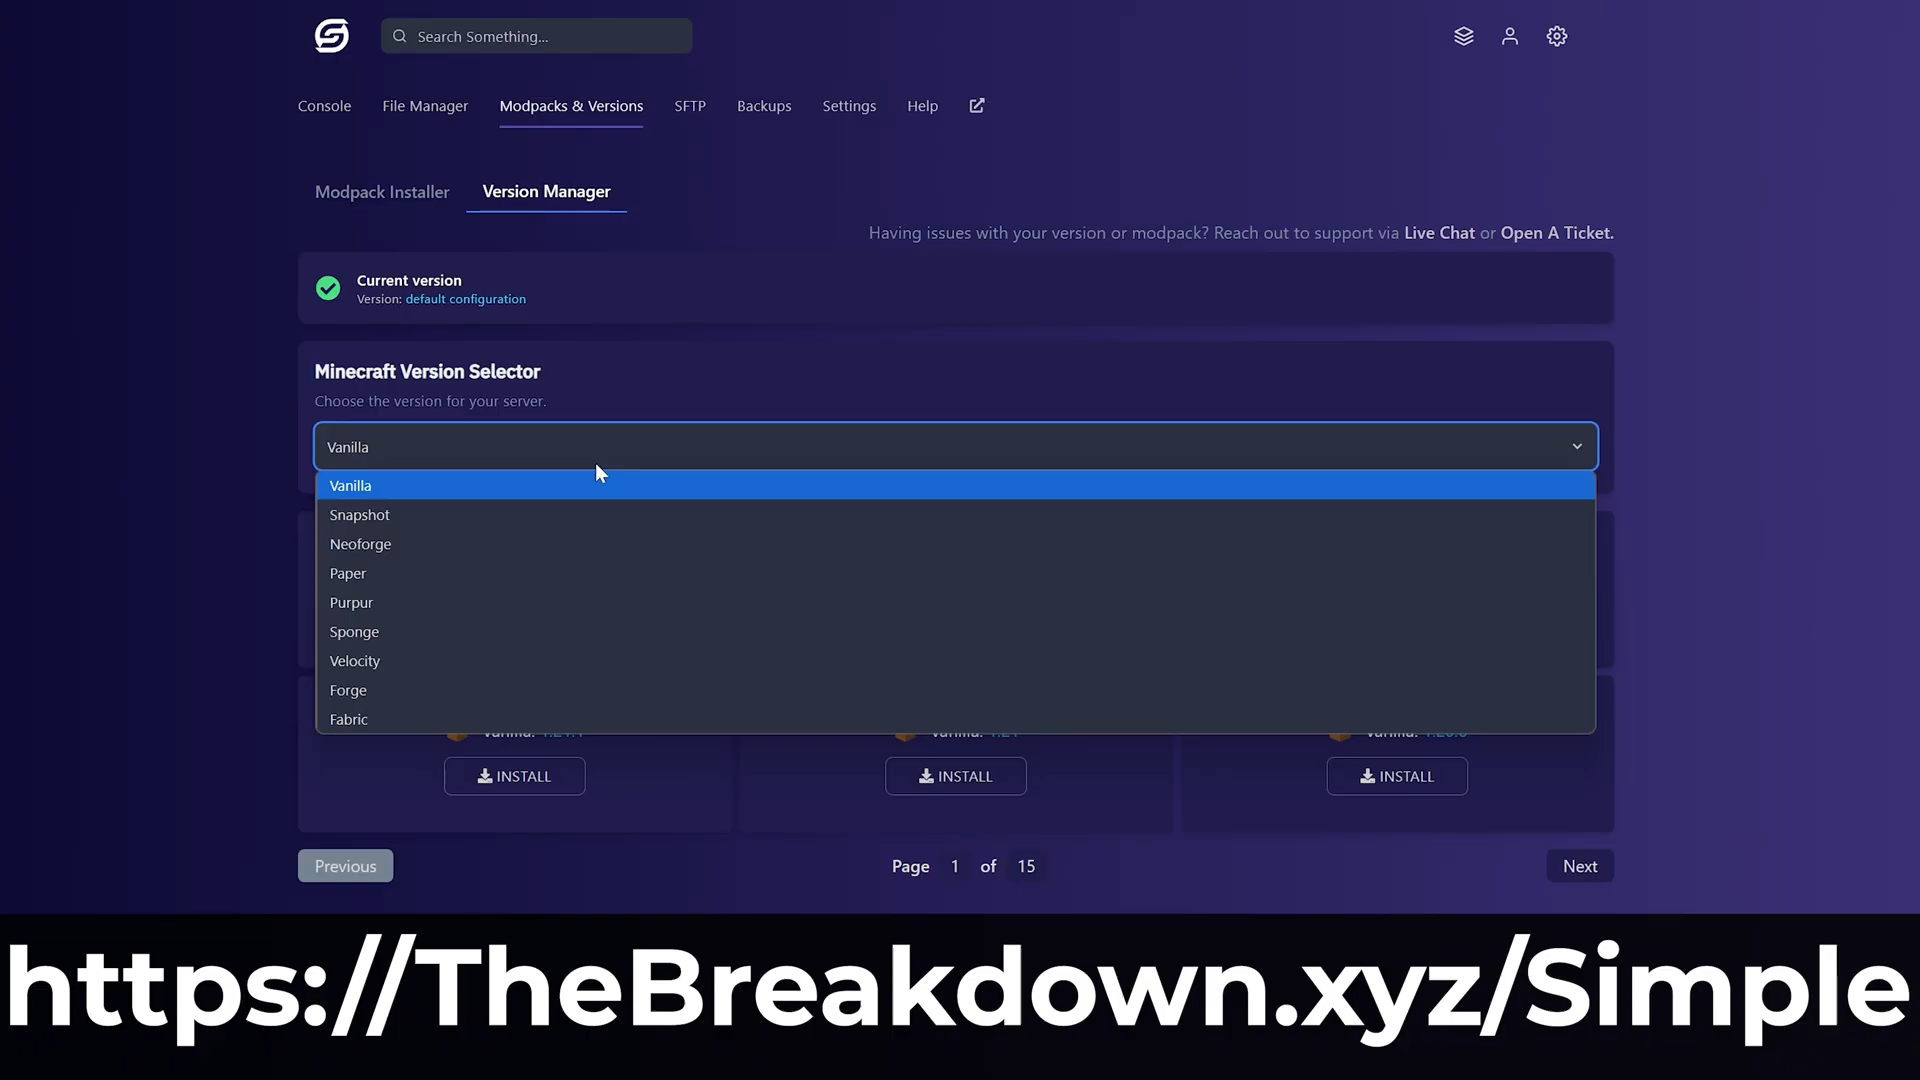 Search Something...
Console File Manager Modpacks & Versions SFTP Backups Settings Help
Modpack Installer Version Manager
Having issues with your version or modpack? Reach out to support via Live Chat or Open A Ticket.
Current version
Version: default configuration
Minecraft Version Selector
Choose the version for your server.
Vanilla
Vanilla
Snapshot
Neoforge
Paper
Purpur
Sponge
Velocity
Forge
Fabric
INSTALL INSTALL INSTALL
Previous Page 1 of 15 Next
https://TheBreakdown.xyz/Simple